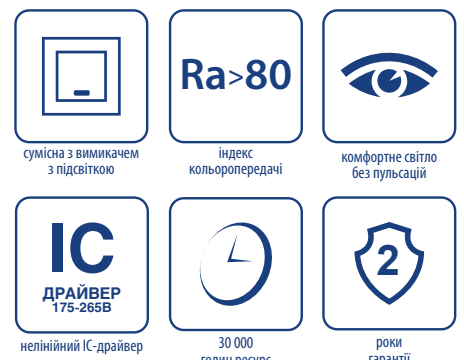 Ra>80
сумісна з вимикачем
з підсвіткою
індекс
кольоропередачі
комфортне світло
без пульсацій
IC
ДРАЙВЕР
175-265В
2
нелінійний IC-драйвер
30 000
годин ресурс
роки
гарантії